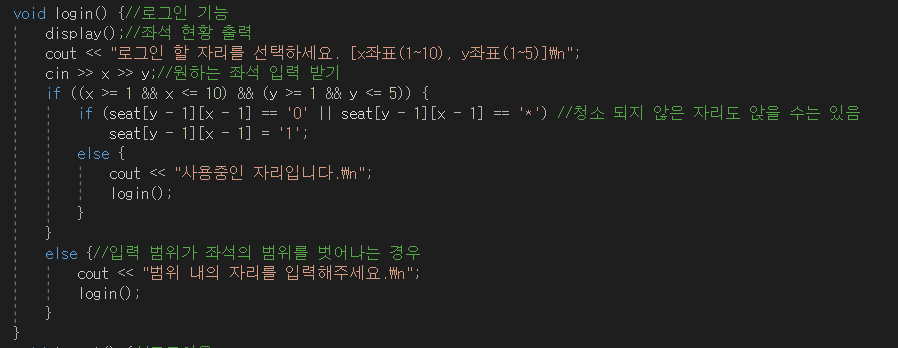 void login() {//로그인 기능
display();//좌석 현황 출력
cout << "로그인 할 자리를 선택하세요. [x좌표(1~10), y좌표(1~5)]₩n";
cin >> x >> y;//원하는 좌석 입력 받기
if ((x >= 1 && x <= 10) && (y >= 1 && y <= 5)) {
if (seat[y - 1][x - 1] == '0' || seat[y - 1][x - 1] == '*') //청소 되지 않은 자리도 앉을 수는 있음
seat[y - 1][x - 1] = '1';
else {
cout << "사용중인 자리입니다.₩n";
login();
}
}
else {//입력 범위가 좌석의 범위를 벗어나는 경우
cout << "범위 내의 자리를 입력해주세요.₩n";
login();
}
}